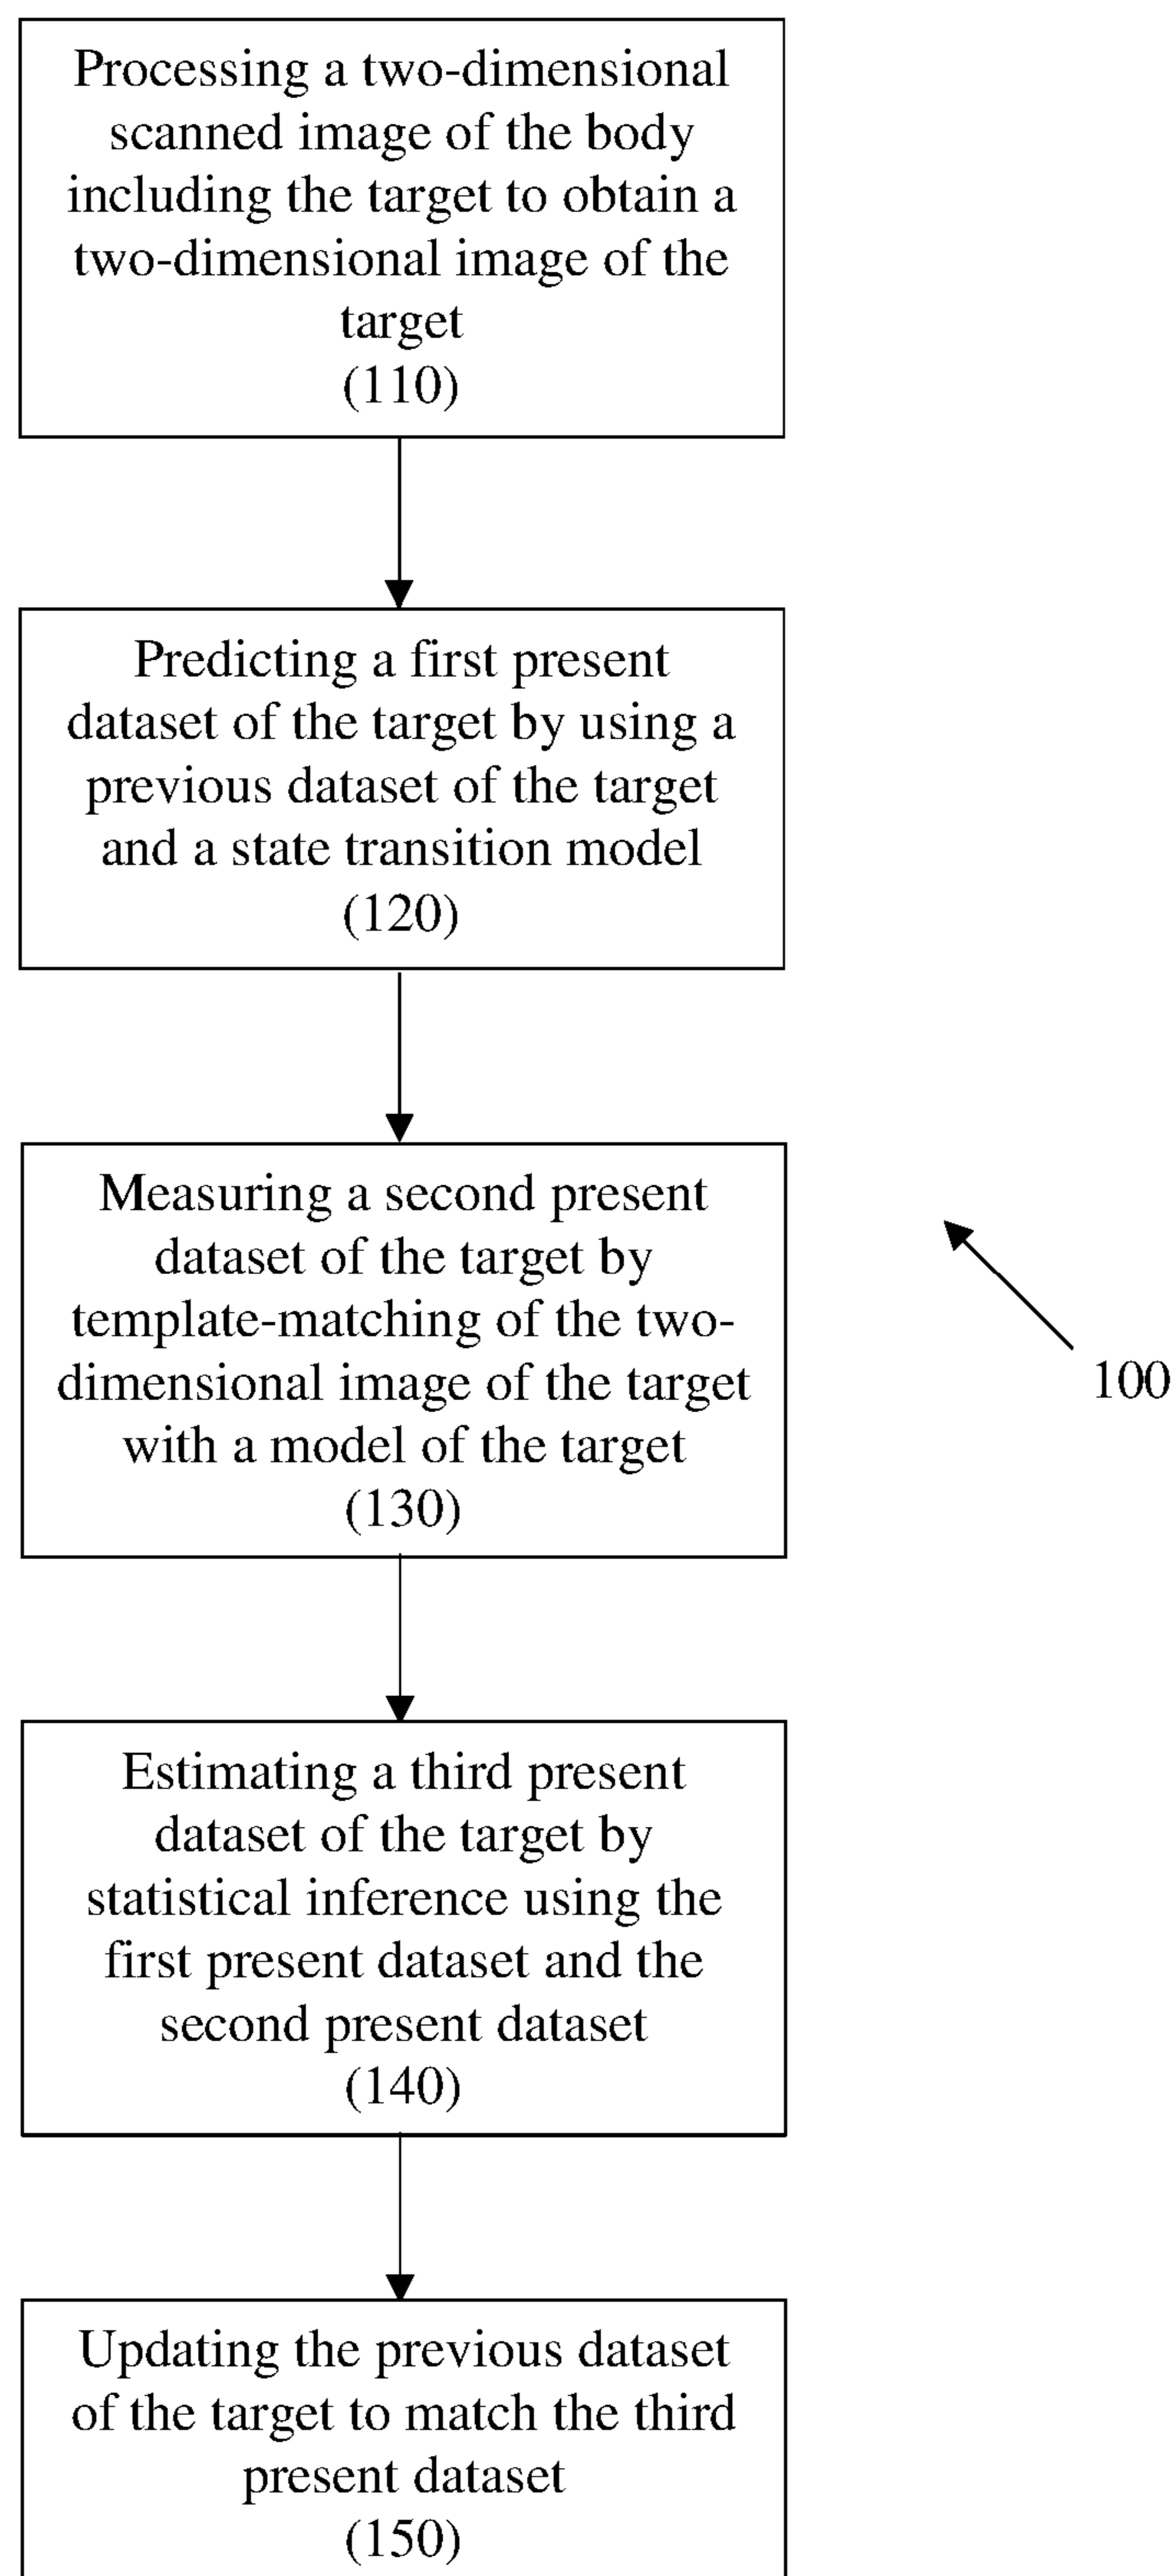 Processing a two-dimensional
scanned image of the body
including the target to obtain a
two-dimensional image of the
target
(110)
Predicting a first present
dataset of the target by using a
previous dataset of the target
and a state transition model
(120)
Measuring a second present
dataset of the target by
template-matching of the two-
dimensional image of the target
with a model of the target
(130)
100
Estimating a third present
dataset of the target by
statistical inference using the
first present dataset and the
second present dataset
(140)
Updating the previous dataset
of the target to match the third
present dataset
(150)